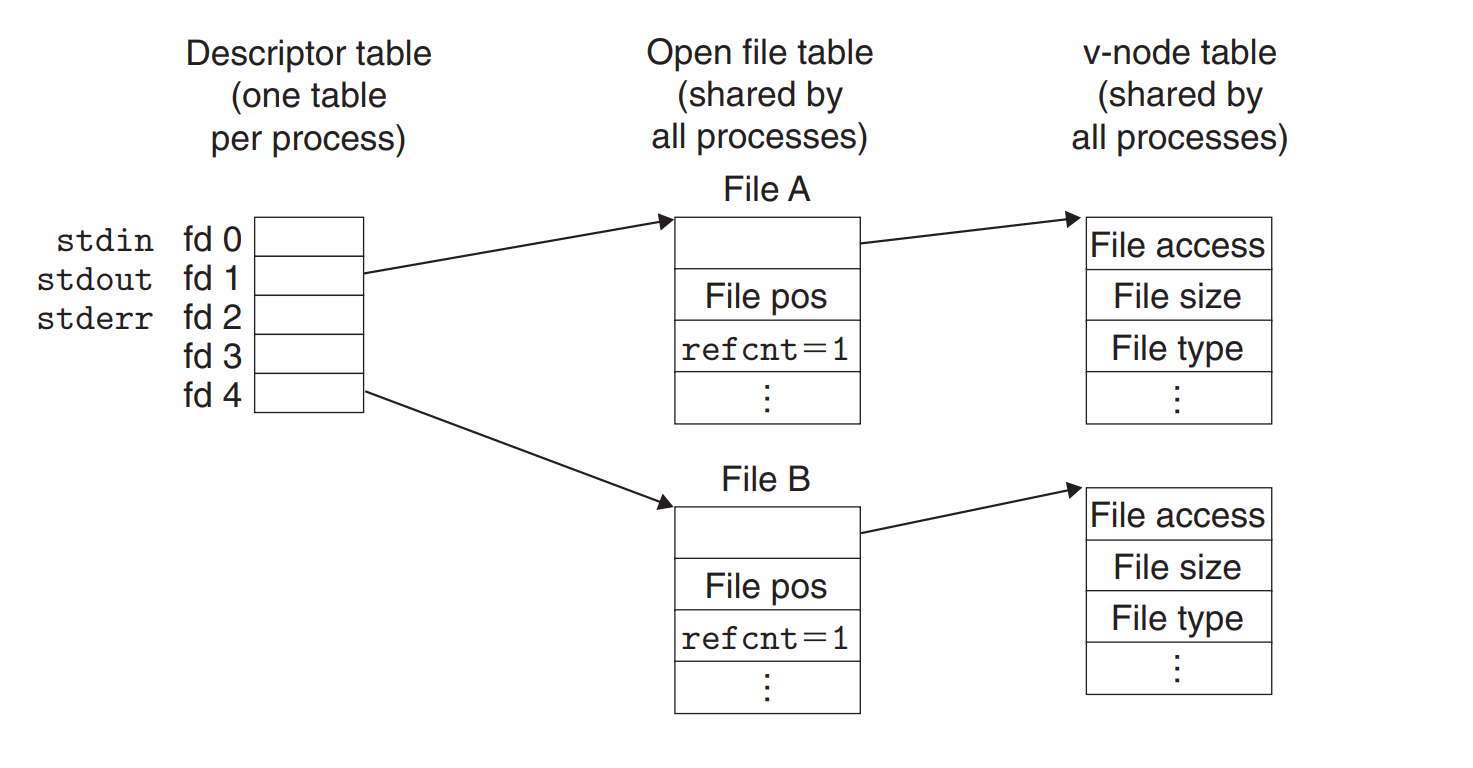 Descriptor table
(one table
per process)
Open file table
(shared by
all processes)
v-node table
(shared by
all processes)
stdin fd 0
stdout fd 1
stderr fd 2
fd 3
fd 4
File A
File pos
refcnt=1
⋮
File access
File size
File type
⋮
File B
File pos
refcnt=1
⋮
File access
File size
File type
⋮